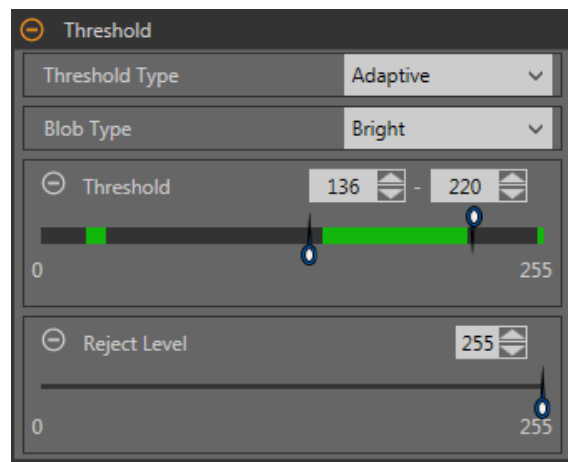 Threshold
Threshold Type Adaptive
Blob Type Bright
Threshold 136 - 220
0 255
Reject Level 255
0 255